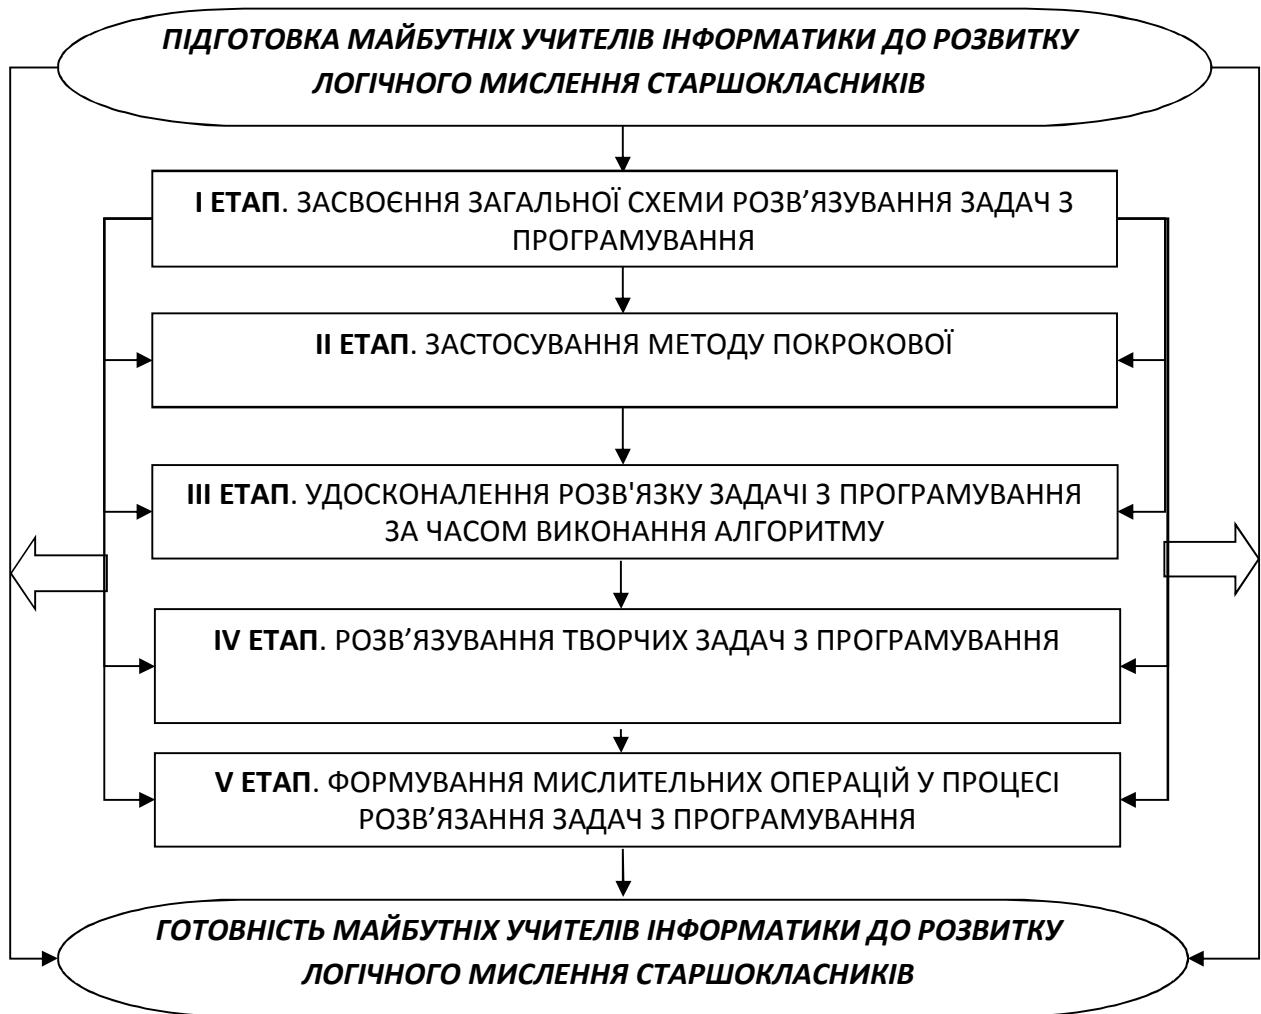 ПІДГОТОВКА МАЙБУТНІХ УЧИТЕЛІВ ІНФОРМАТИКИ ДО РОЗВИТКУ
ЛОГІЧНОГО МИСЛЕННЯ СТАРШОКЛАСНИКІВ
І ЕТАП. ЗАСВОЄННЯ ЗАГАЛЬНОЇ СХЕМИ РОЗВ’ЯЗУВАННЯ ЗАДАЧ З
ПРОГРАМУВАННЯ
ІІ ЕТАП. ЗАСТОСУВАННЯ МЕТОДУ ПОКРОКОВОЇ
ІІІ ЕТАП. УДОСКОНАЛЕННЯ РОЗВ'ЯЗКУ ЗАДАЧІ З ПРОГРАМУВАННЯ
ЗА ЧАСОМ ВИКОНАННЯ АЛГОРИТМУ
IV ЕТАП. РОЗВ’ЯЗУВАННЯ ТВОРЧИХ ЗАДАЧ З ПРОГРАМУВАННЯ
V ЕТАП. ФОРМУВАННЯ МИСЛИТЕЛЬНИХ ОПЕРАЦІЙ У ПРОЦЕСІ
РОЗВ’ЯЗАННЯ ЗАДАЧ З ПРОГРАМУВАННЯ
ГОТОВНІСТЬ МАЙБУТНІХ УЧИТЕЛІВ ІНФОРМАТИКИ ДО РОЗВИТКУ
ЛОГІЧНОГО МИСЛЕННЯ СТАРШОКЛАСНИКІВ